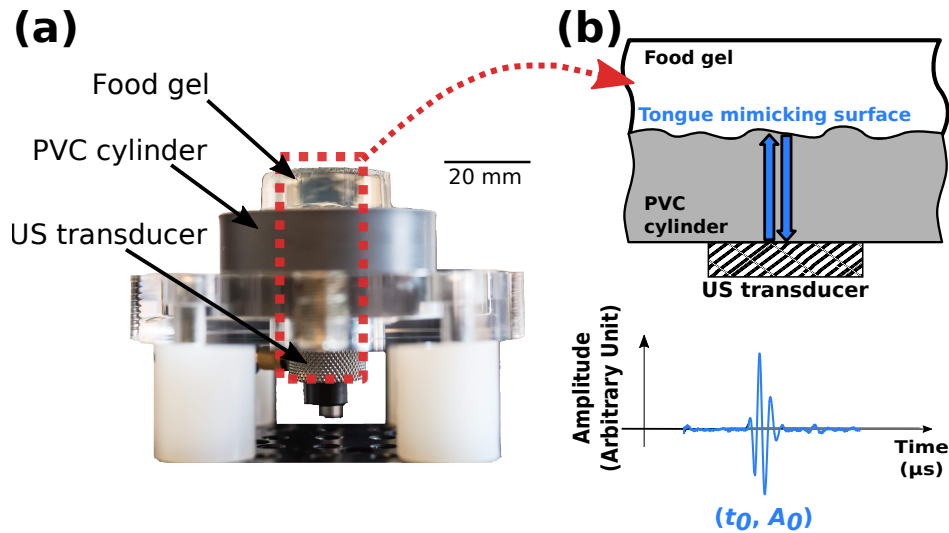 (a)
Food gel
PVC cylinder
US transducer
20 mm
(b)
Food gel
Tongue mimicking surface
PVC
cylinder
US transducer
Amplitude
(Arbitrary Unit)
Time
(µs)
(t0, A0)